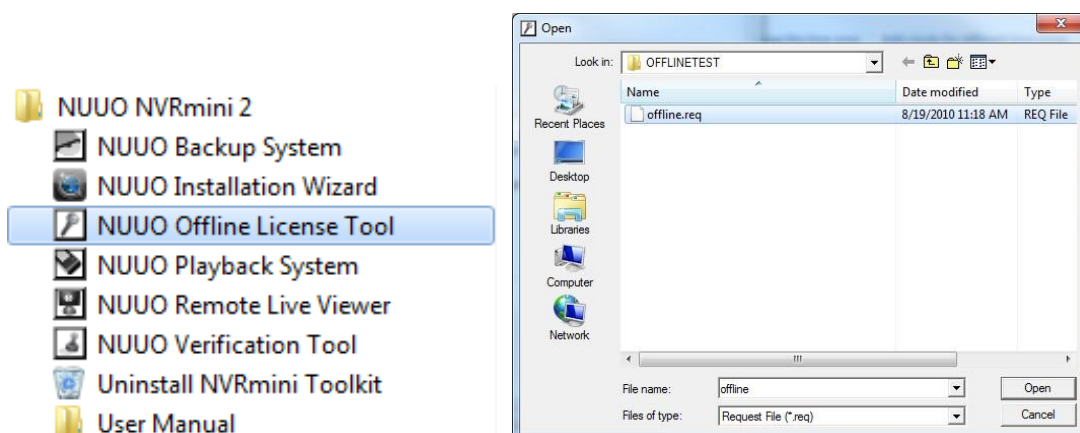 NUUO NVRmini 2
NUUO Backup System
NUUO Installation Wizard
NUUO Offline License Tool
NUUO Playback System
NUUO Remote Live Viewer
NUUO Verification Tool
Uninstall NVRmini Toolkit
User Manual
Open
Look in: OFFLINETEST
Name Date modified Type
offline.req 8/19/2010 11:18 AM REQ File
Recent Places
Desktop
Libraries
Computer
Network
File name: offline Open
Files of type: Request File (*.req) Cancel